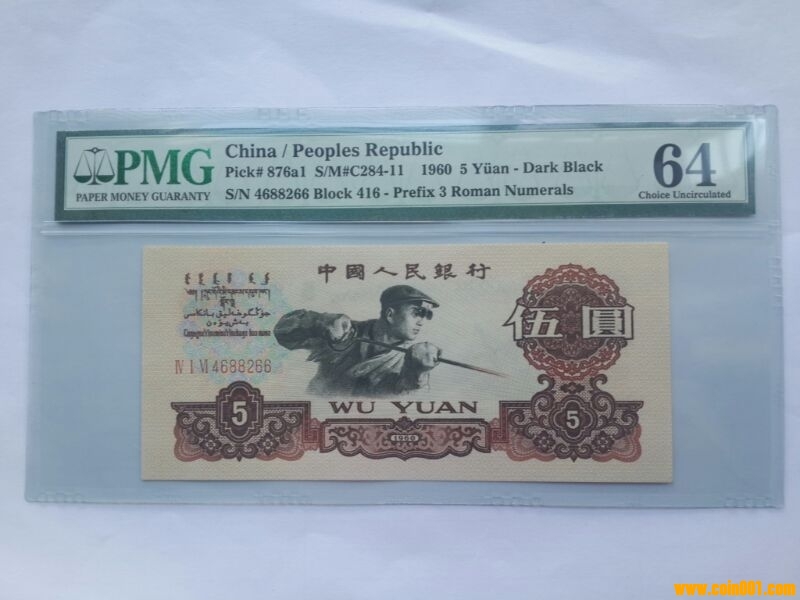 PMG
PAPER MONEY GUARANTY
China / Peoples Republic
Pick# 876a1 S/M#C284-11 1960 5 Yüan - Dark Black
S/N 4688266 Block 416 - Prefix 3 Roman Numerals
64
Choice Uncirculated
中國人民銀行
伍圓
IV I VI 4688266
5
WU YUAN
1960
5
www.coin001.com